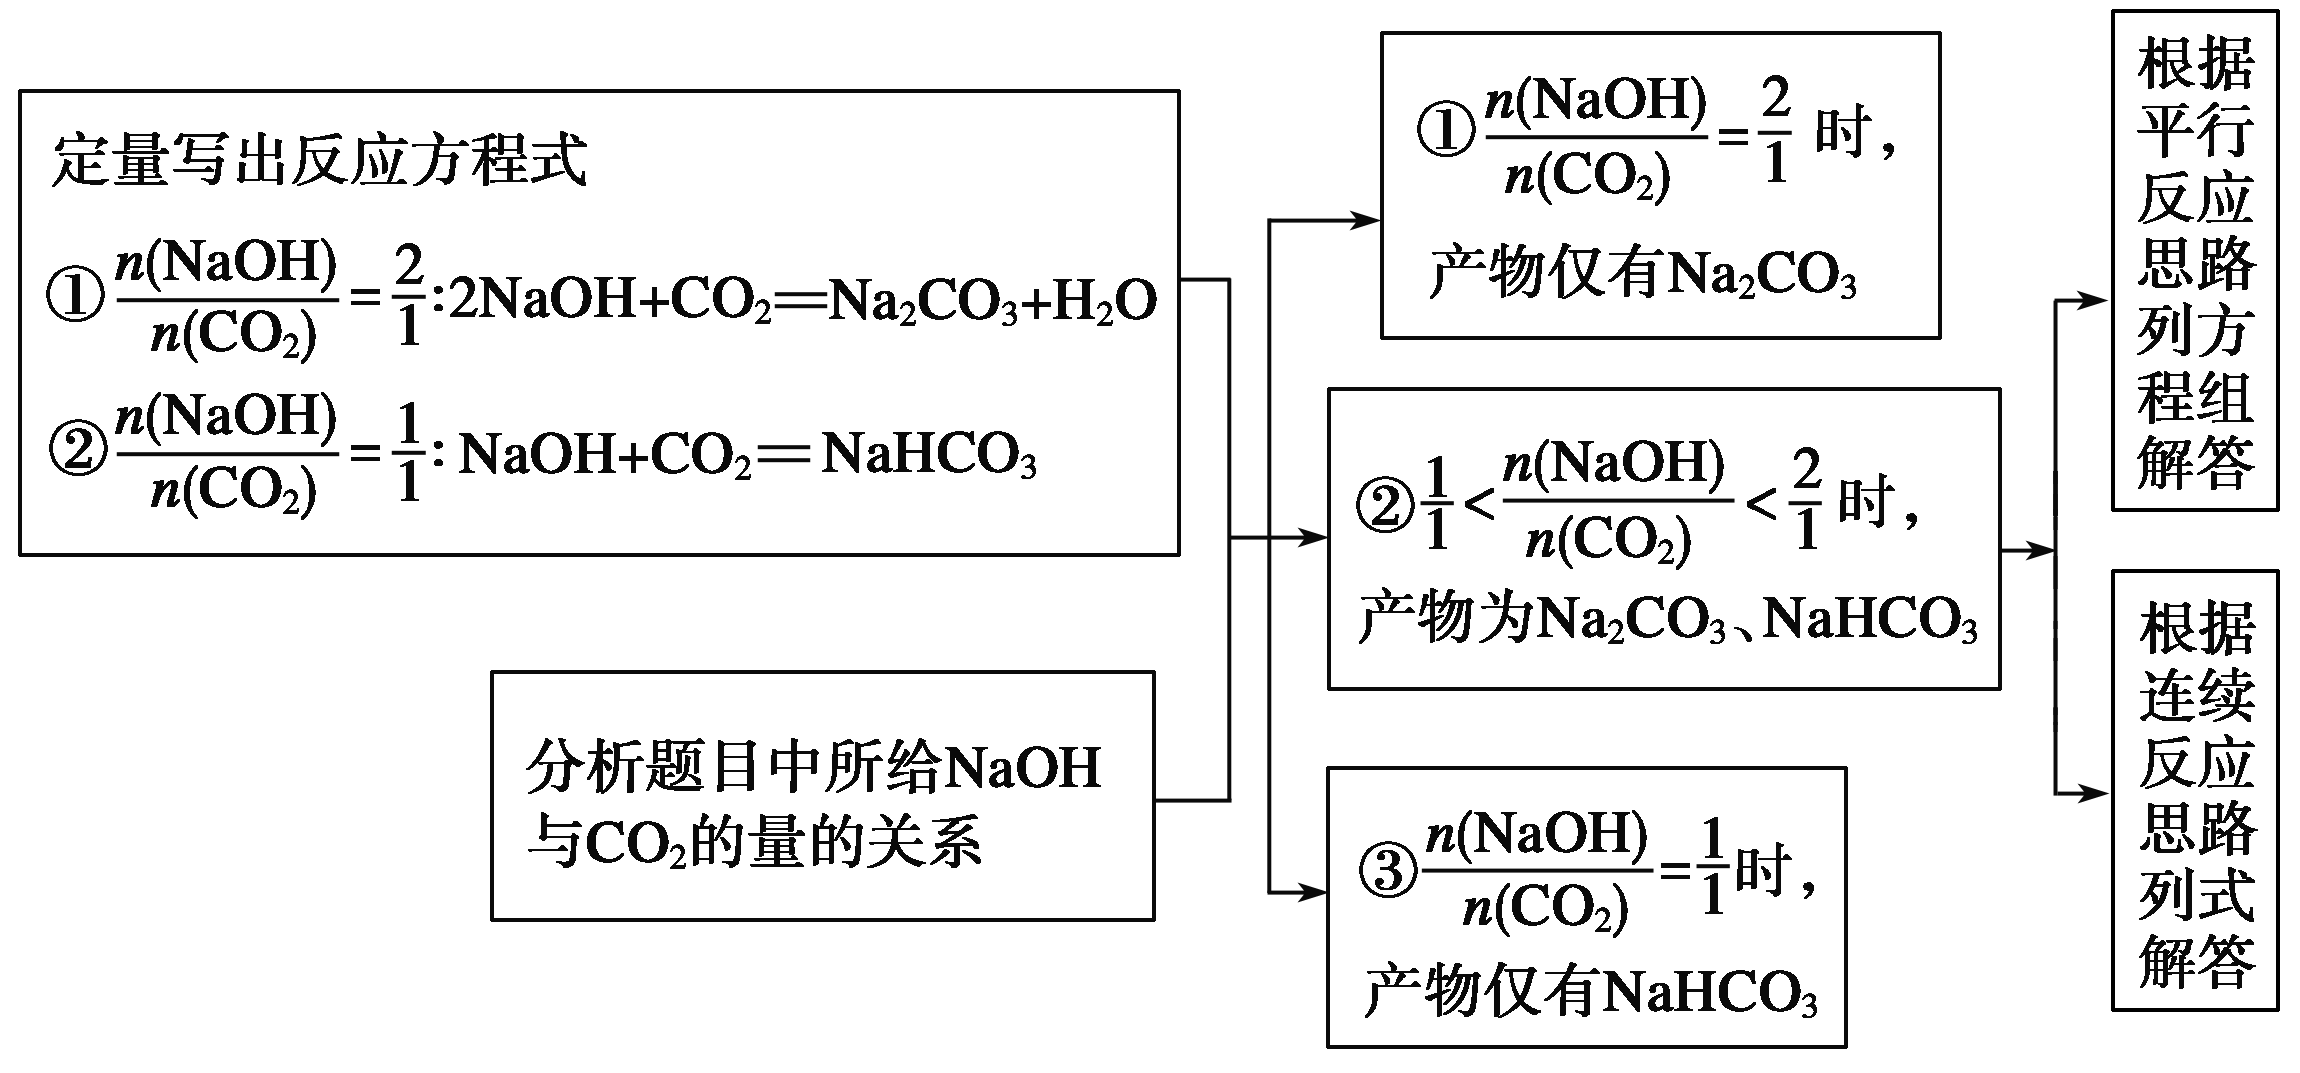 定量写出反应方程式
①n(NaOH)/n(CO₂)=2/1:2NaOH+CO₂═Na₂CO₃+H₂O
②n(NaOH)/n(CO₂)=1/1:NaOH+CO₂═NaHCO₃
分析题目中所给NaOH
与CO₂的量的关系
①n(NaOH)/n(CO₂)=2/1 时,
产物仅有Na₂CO₃
②1/1<n(NaOH)/n(CO₂)<2/1 时,
产物为Na₂CO₃、NaHCO₃
③n(NaOH)/n(CO₂)=1/1时,
产物仅有NaHCO₃
根据
平行
反应
思路
列方
程组
解答
根据
连续
反应
思路
列式
解答